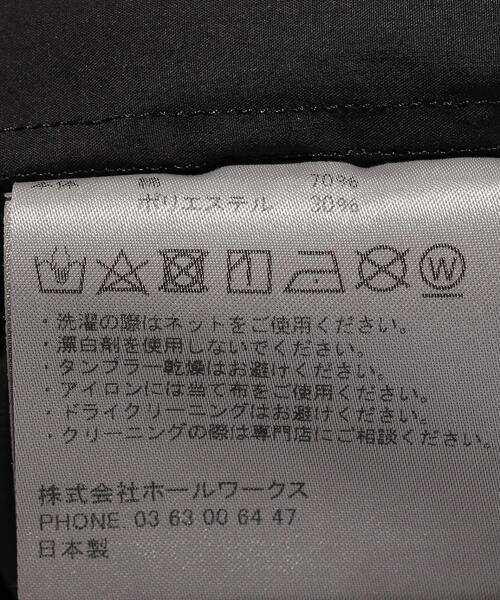 本体 綿 70%
ポリエステル 30%
W
・洗濯の際はネットをご使用ください。
・漂白剤を使用しないでください。
・タンブラー乾燥はお避けください。
・アイロンには当て布をご使用ください。
・ドライクリーニングはお避けください。
・クリーニングの際は専門店にご相談ください。
株式会社ホールワークス
PHONE. 03 63 00 64 47
日本製